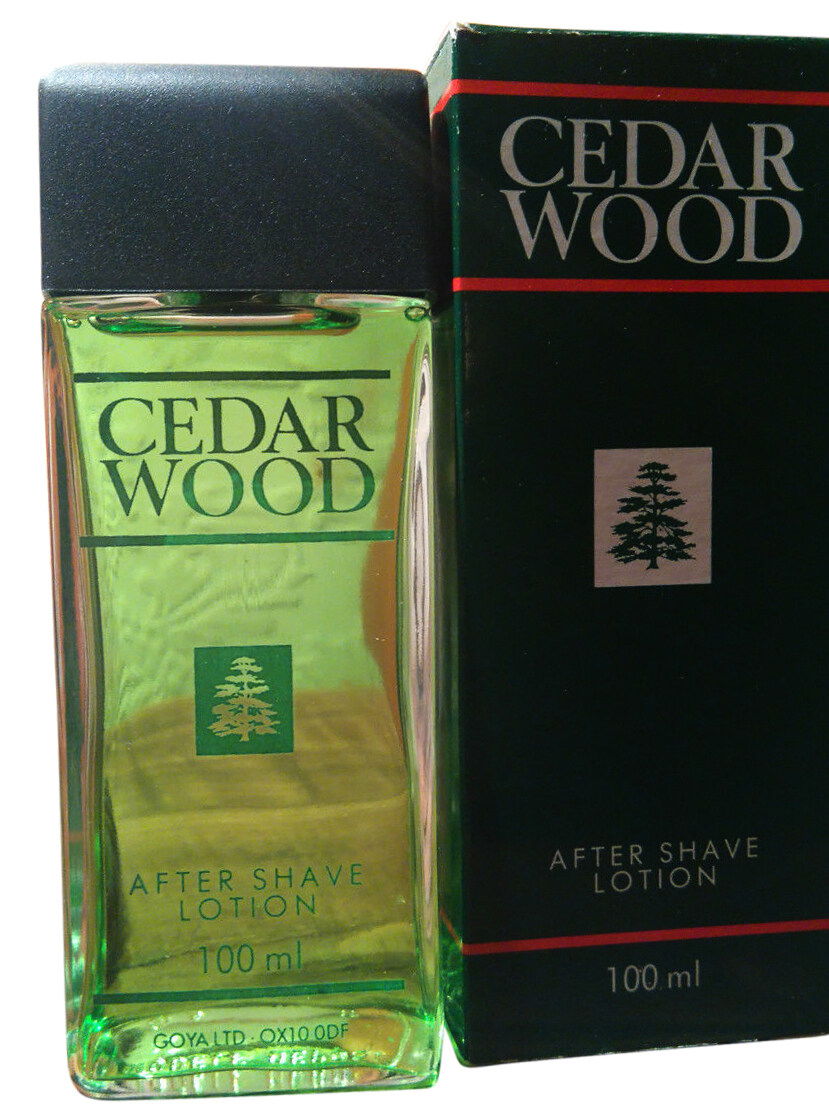 CEDAR
WOOD
AFTER SHAVE
LOTION
100 ml
GOYA LTD · OX10 0DF
CEDAR
WOOD
AFTER SHAVE
LOTION
100 ml